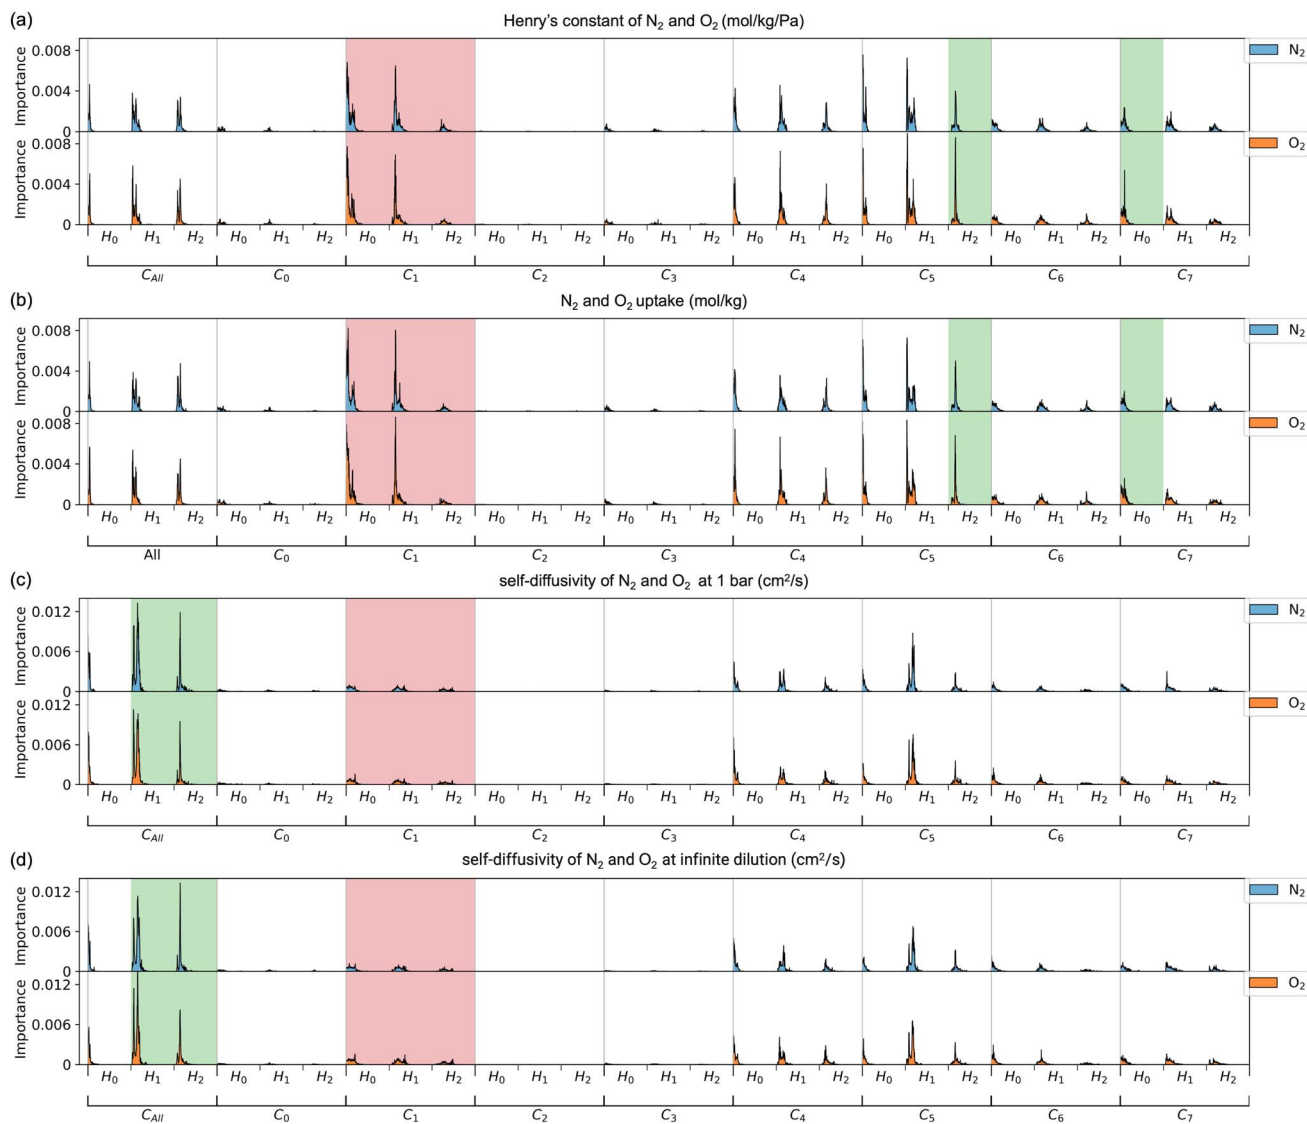 (a) Henry's constant of N₂ and O₂ (mol/kg/Pa)
0.008 N₂
Importance 0.004
0
0.008 O₂
Importance 0.004
0
H₀ H₁ H₂ H₀ H₁ H₂ H₀ H₁ H₂ H₀ H₁ H₂ H₀ H₁ H₂ H₀ H₁ H₂ H₀ H₁ H₂ H₀ H₁ H₂ H₀ H₁ H₂
C_All C₀ C₁ C₂ C₃ C₄ C₅ C₆ C₇
(b) N₂ and O₂ uptake (mol/kg)
0.008 N₂
Importance 0.004
0
0.008 O₂
Importance 0.004
0
H₀ H₁ H₂ H₀ H₁ H₂ H₀ H₁ H₂ H₀ H₁ H₂ H₀ H₁ H₂ H₀ H₁ H₂ H₀ H₁ H₂ H₀ H₁ H₂ H₀ H₁ H₂
All C₀ C₁ C₂ C₃ C₄ C₅ C₆ C₇
(c) self-diffusivity of N₂ and O₂ at 1 bar (cm²/s)
0.012 N₂
Importance 0.006
0
0.012 O₂
Importance 0.006
0
H₀ H₁ H₂ H₀ H₁ H₂ H₀ H₁ H₂ H₀ H₁ H₂ H₀ H₁ H₂ H₀ H₁ H₂ H₀ H₁ H₂ H₀ H₁ H₂ H₀ H₁ H₂
C_All C₀ C₁ C₂ C₃ C₄ C₅ C₆ C₇
(d) self-diffusivity of N₂ and O₂ at infinite dilution (cm²/s)
0.012 N₂
Importance 0.006
0
0.012 O₂
Importance 0.006
0
H₀ H₁ H₂ H₀ H₁ H₂ H₀ H₁ H₂ H₀ H₁ H₂ H₀ H₁ H₂ H₀ H₁ H₂ H₀ H₁ H₂ H₀ H₁ H₂ H₀ H₁ H₂
C_All C₀ C₁ C₂ C₃ C₄ C₅ C₆ C₇